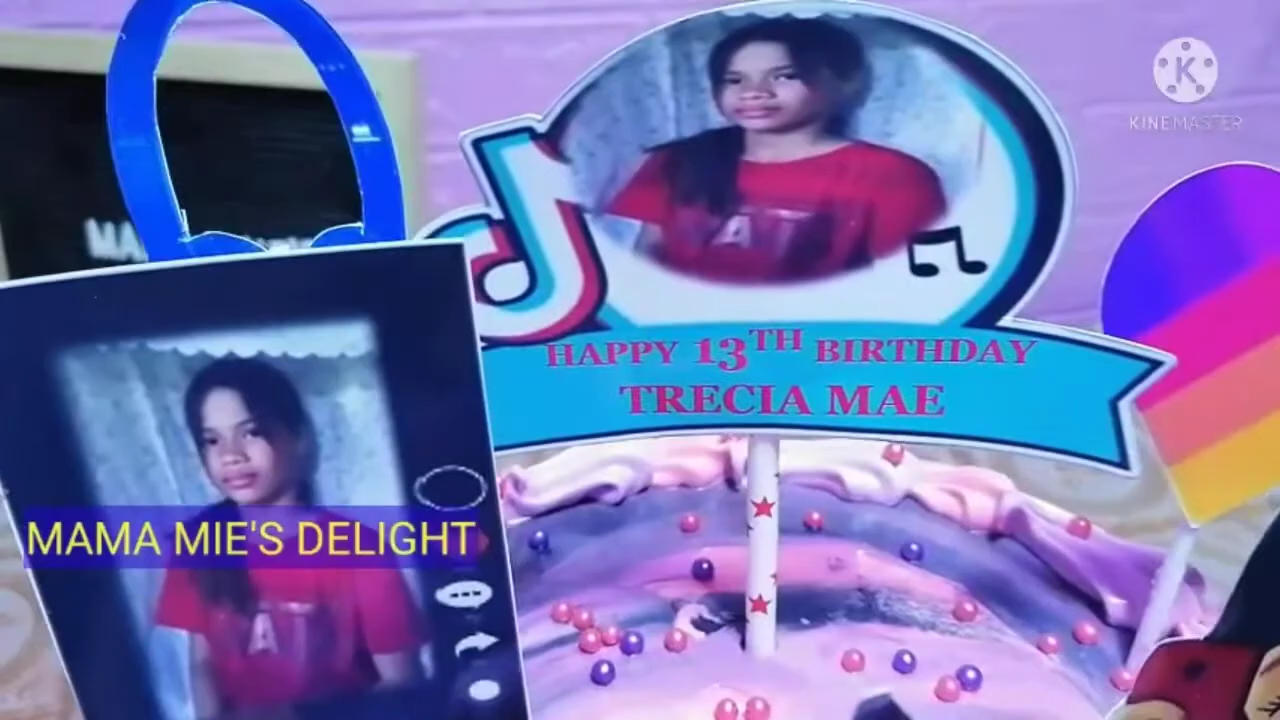 KINEMASTER
HAPPY 13TH BIRTHDAY
TRECIA MAE
MAMA MIE'S DELIGHT